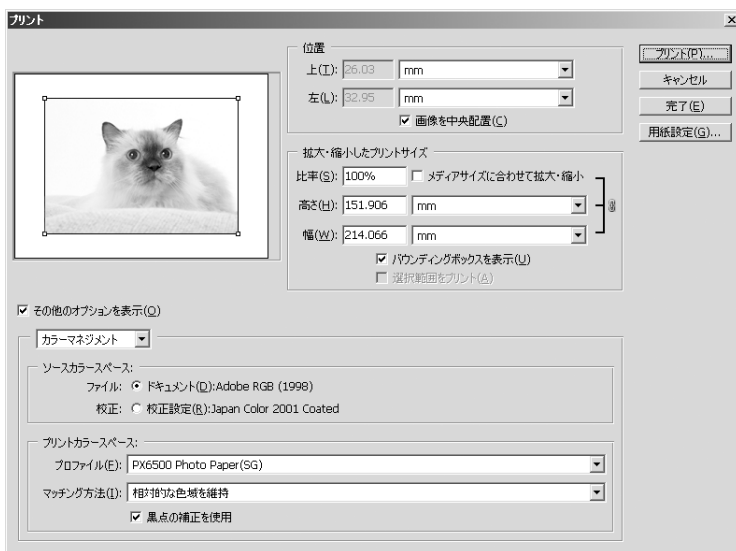 プリント
位置
上(T): 26.03 mm
左(L): 32.95 mm
画像を中央配置(C)
拡大・縮小したプリントサイズ
比率(S): 100% メディアサイズに合わせて拡大・縮小
高さ(H): 151.906 mm
幅(W): 214.066 mm
バウンディングボックスを表示(U)
選択範囲をプリント(A)
プリント(P)...
キャンセル
完了(E)
用紙設定(G)...
その他のオプションを表示(O)
カラーマネジメント
ソースカラースペース:
ファイル: ドキュメント(D):Adobe RGB (1998)
校正: 校正設定(R):Japan Color 2001 Coated
プリントカラースペース:
プロファイル(F): PX6500 Photo Paper(SG)
マッチング方法(I): 相対的な色域を維持
黒点の補正を使用